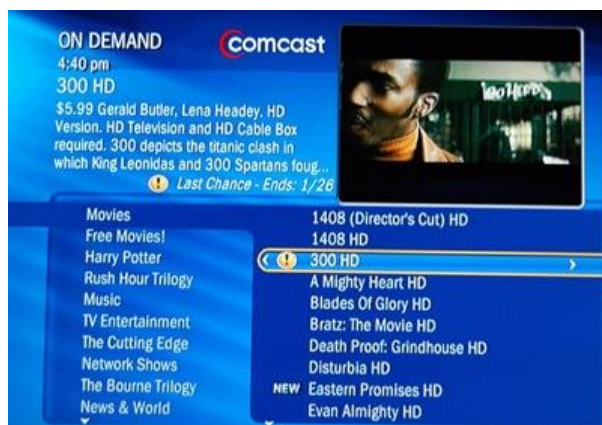 ON DEMAND
comcast
4:40 pm
300 HD
$5.99 Gerald Butler, Lena Headey. HD
Version. HD Television and HD Cable Box
required. 300 depicts the titanic clash in
which King Leonidas and 300 Spartans foug...
! Last Chance - Ends: 1/26
Movies
Free Movies!
Harry Potter
Rush Hour Trilogy
Music
TV Entertainment
The Cutting Edge
Network Shows
The Bourne Trilogy
News & World
1408 (Director's Cut) HD
1408 HD
! 300 HD
A Mighty Heart HD
Blades Of Glory HD
Bratz: The Movie HD
Death Proof: Grindhouse HD
Disturbia HD
NEW Eastern Promises HD
Evan Almighty HD